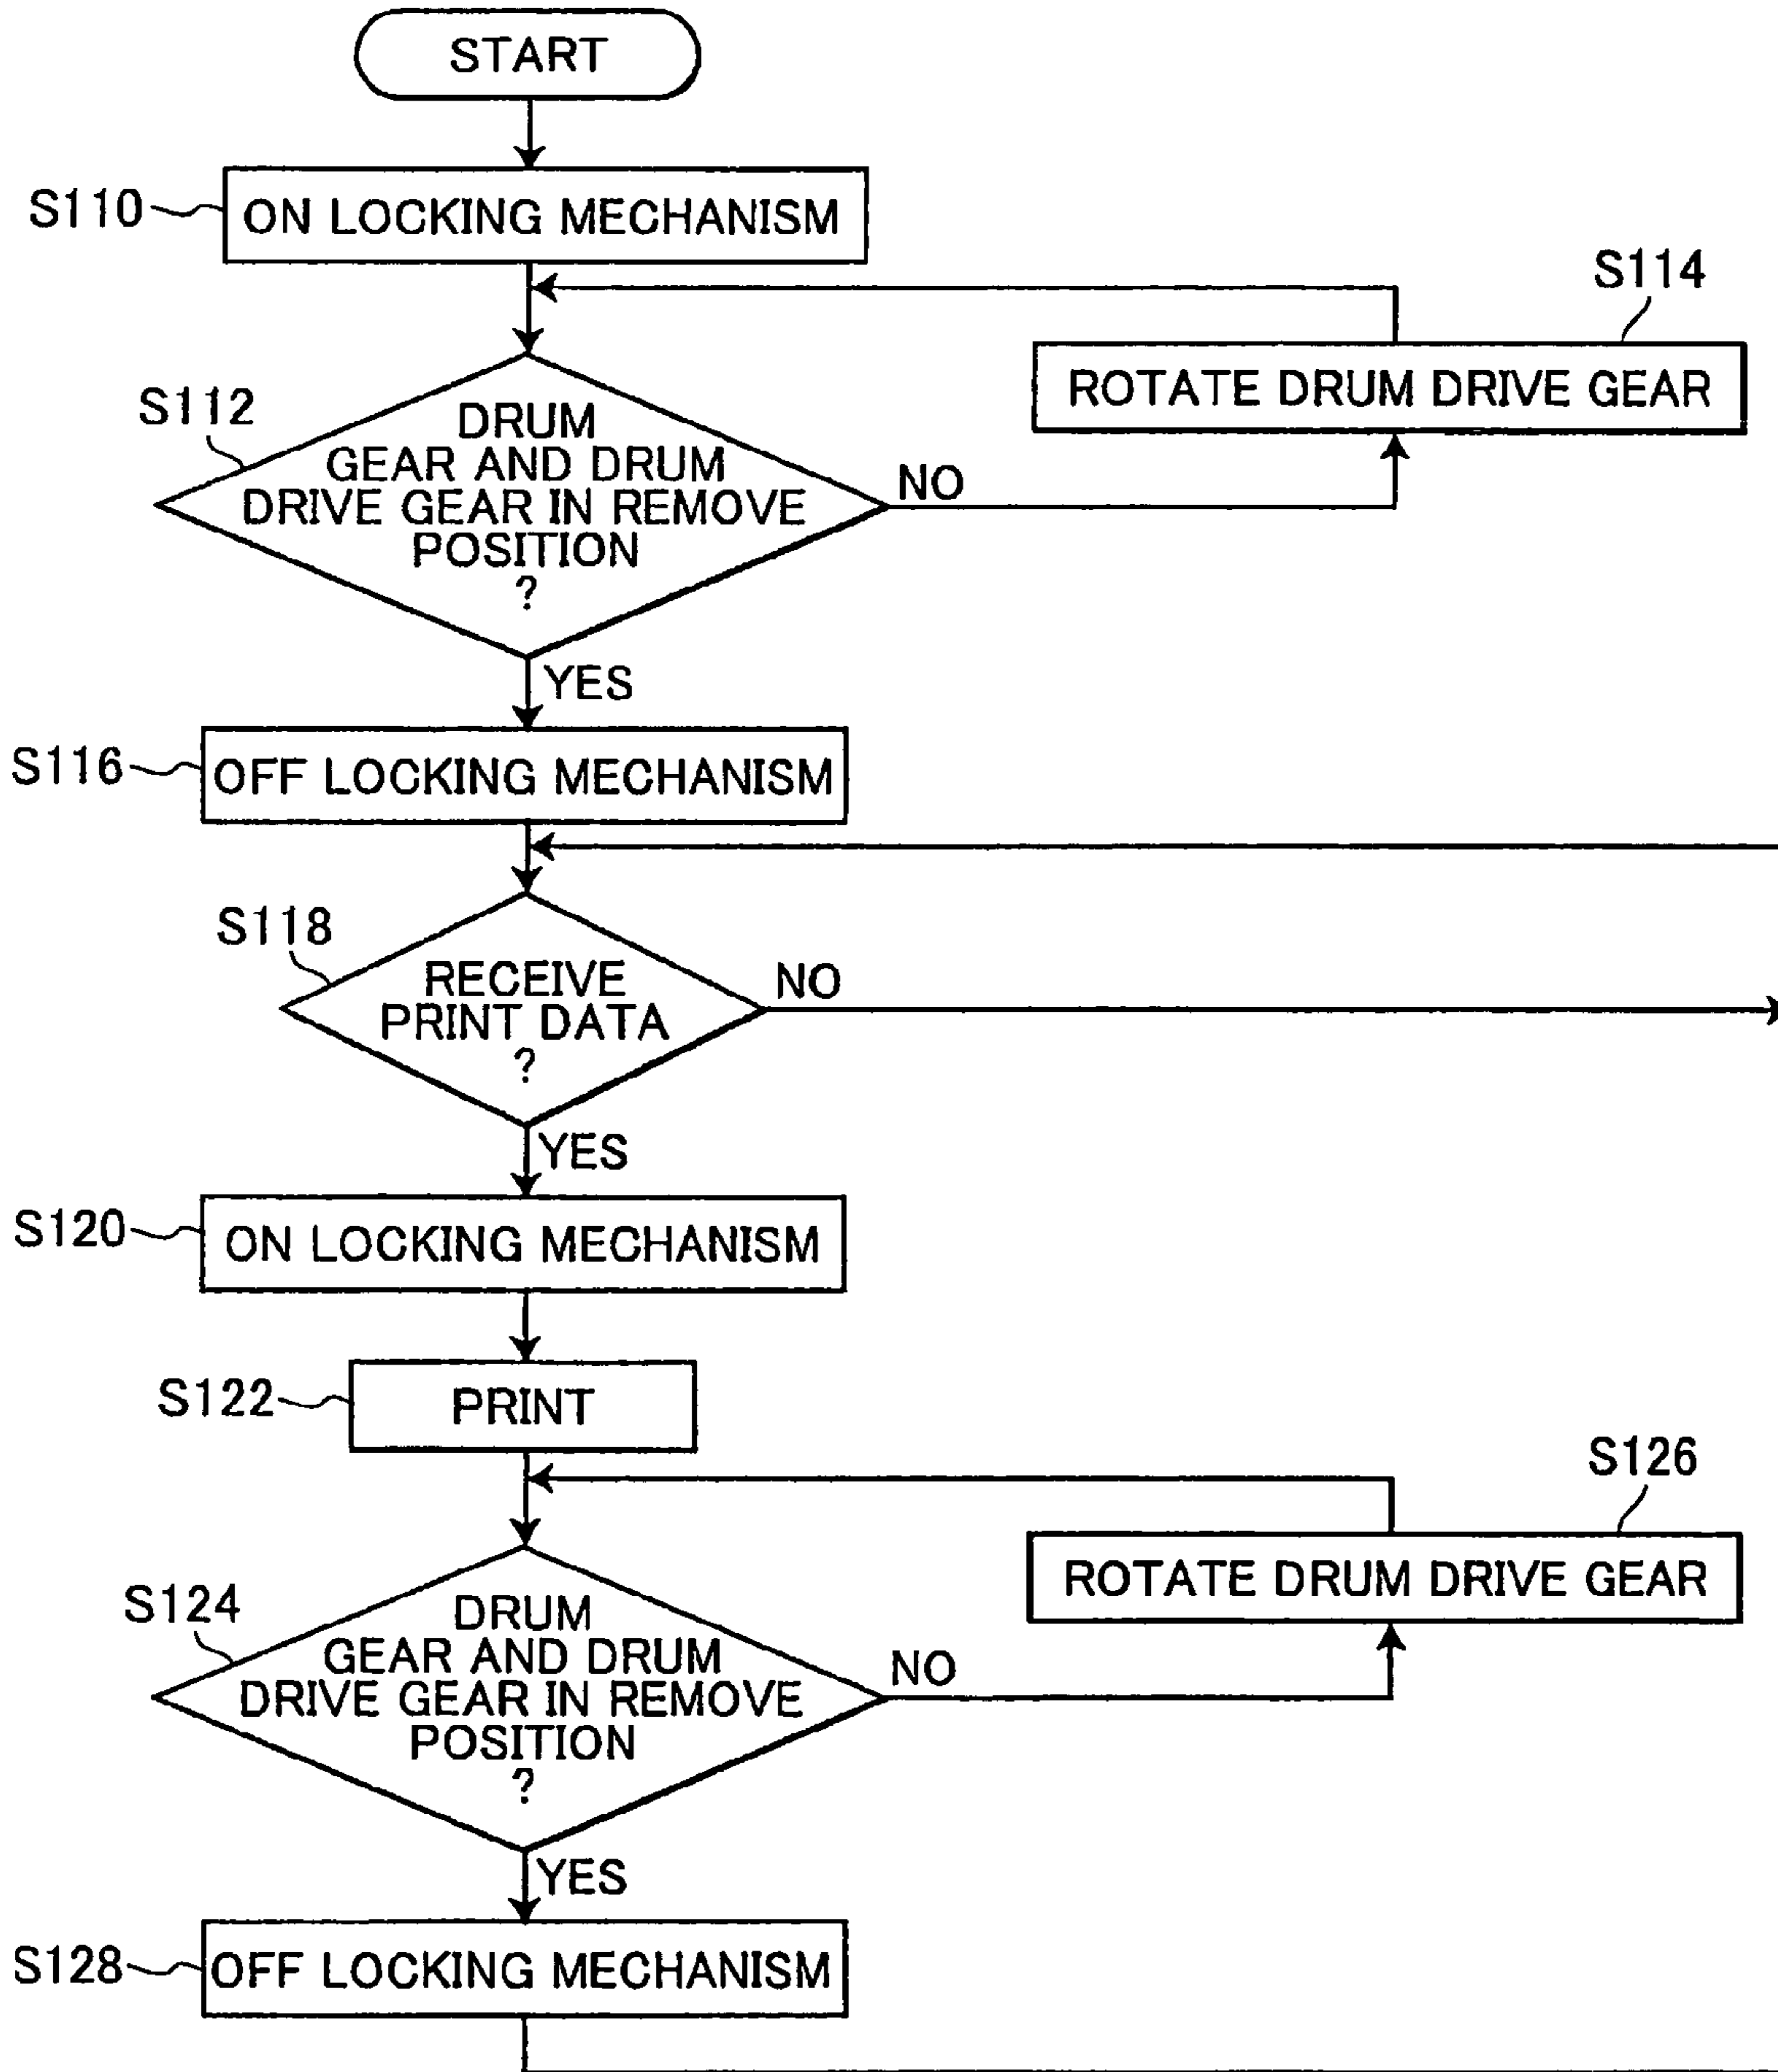 START
S110
ON LOCKING MECHANISM
S114
ROTATE DRUM DRIVE GEAR
S112
DRUM
GEAR AND DRUM
DRIVE GEAR IN REMOVE
POSITION
?
NO
YES
S116
OFF LOCKING MECHANISM
S118
RECEIVE
PRINT DATA
?
NO
YES
S120
ON LOCKING MECHANISM
S122
PRINT
S126
ROTATE DRUM DRIVE GEAR
S124
DRUM
GEAR AND DRUM
DRIVE GEAR IN REMOVE
POSITION
?
NO
YES
S128
OFF LOCKING MECHANISM